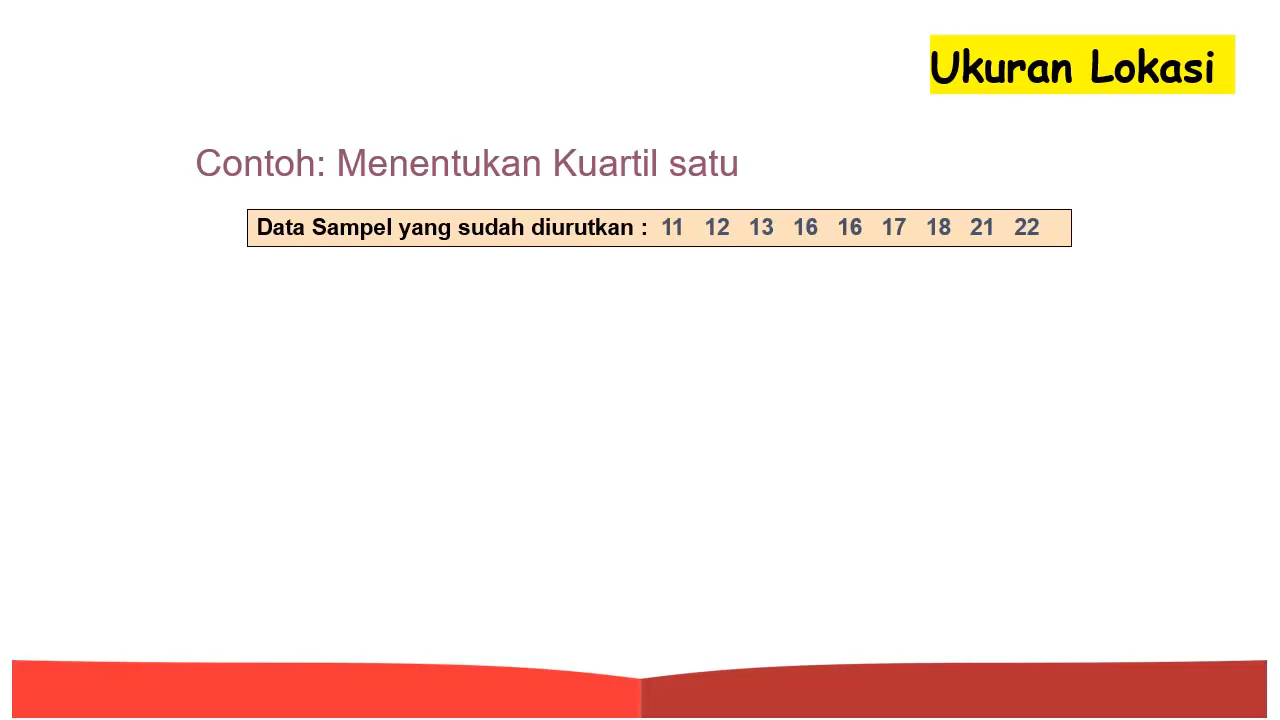 Ukuran Lokasi
Contoh: Menentukan Kuartil satu
Data Sampel yang sudah diurutkan : 11 12 13 16 16 17 18 21 22